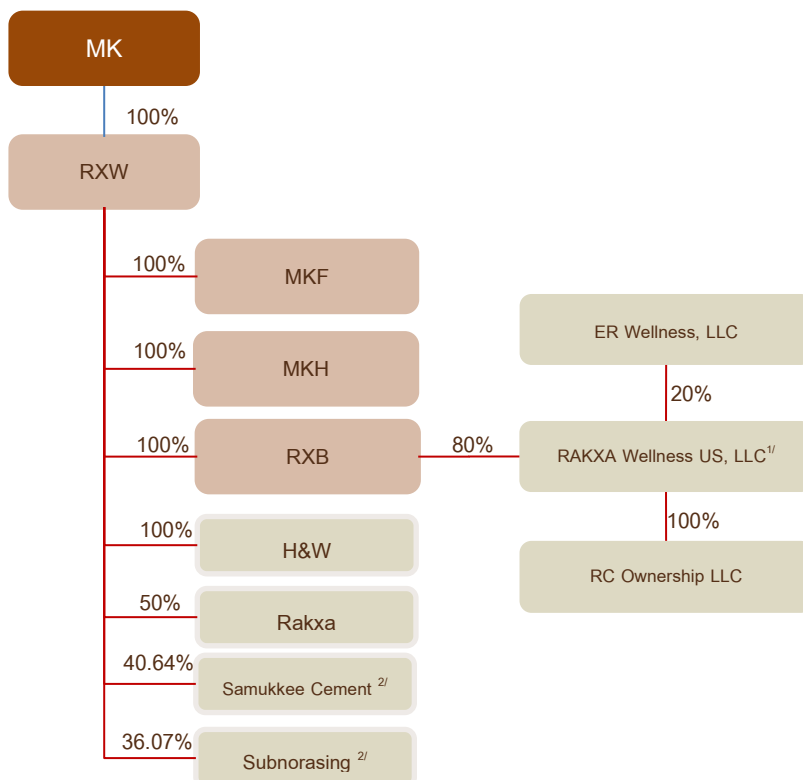 MK
100%
RXW
100%
MKF
ER Wellness, LLC
100%
MKH
20%
100%
RXB
80%
RAKXA Wellness US, LLC1/
100%
100%
H&W
RC Ownership LLC
50%
Rakxa
40.64%
Samukkee Cement 2/
36.07%
Subnorasing 2/